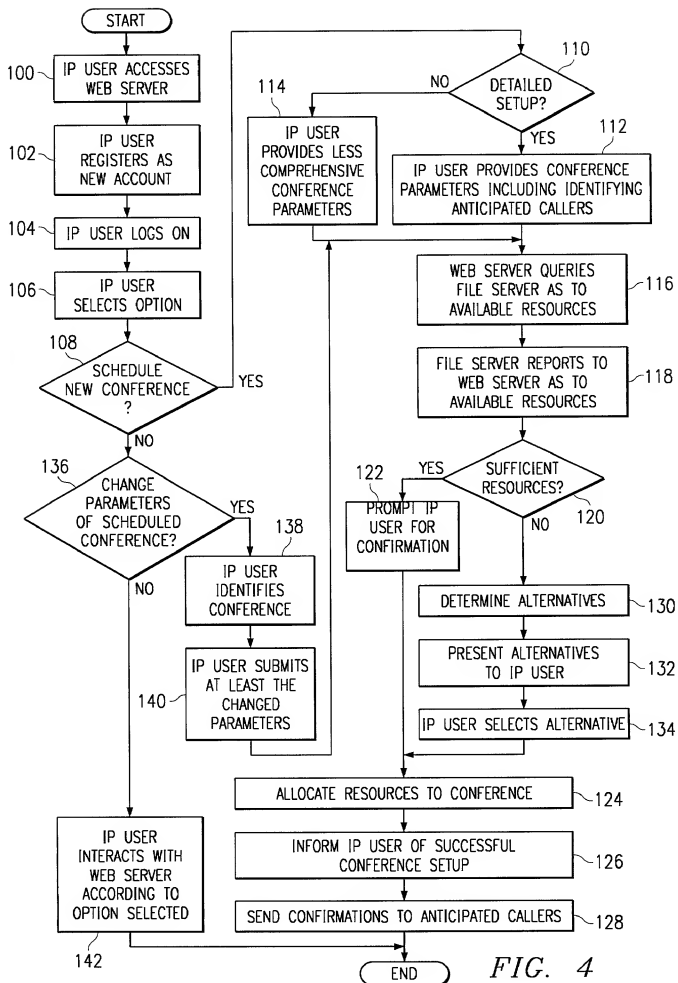 START
100
IP USER ACCESSES
WEB SERVER
102
IP USER
REGISTERS AS
NEW ACCOUNT
104
IP USER LOGS ON
106
IP USER
SELECTS OPTION
108
SCHEDULE
NEW CONFERENCE
?
YES
NO
136
CHANGE
PARAMETERS
OF SCHEDULED
CONFERENCE?
YES
NO
138
IP USER
IDENTIFIES
CONFERENCE
140
IP USER SUBMITS
AT LEAST THE
CHANGED
PARAMETERS
IP USER
INTERACTS WITH
WEB SERVER
ACCORDING TO
OPTION SELECTED
142
110
DETAILED
SETUP?
NO
YES
114
IP USER
PROVIDES LESS
COMPREHENSIVE
CONFERENCE
PARAMETERS
112
IP USER PROVIDES CONFERENCE
PARAMETERS INCLUDING IDENTIFYING
ANTICIPATED CALLERS
WEB SERVER QUERIES
FILE SERVER AS TO
AVAILABLE RESOURCES
116
FILE SERVER REPORTS TO
WEB SERVER AS TO
AVAILABLE RESOURCES
118
SUFFICIENT
RESOURCES?
120
YES
NO
122
PROMPT IP
USER FOR
CONFIRMATION
DETERMINE ALTERNATIVES
130
PRESENT ALTERNATIVES
TO IP USER
132
IP USER SELECTS ALTERNATIVE
134
ALLOCATE RESOURCES TO CONFERENCE
124
INFORM IP USER OF SUCCESSFUL
CONFERENCE SETUP
126
SEND CONFIRMATIONS TO ANTICIPATED CALLERS
128
END
FIG. 4